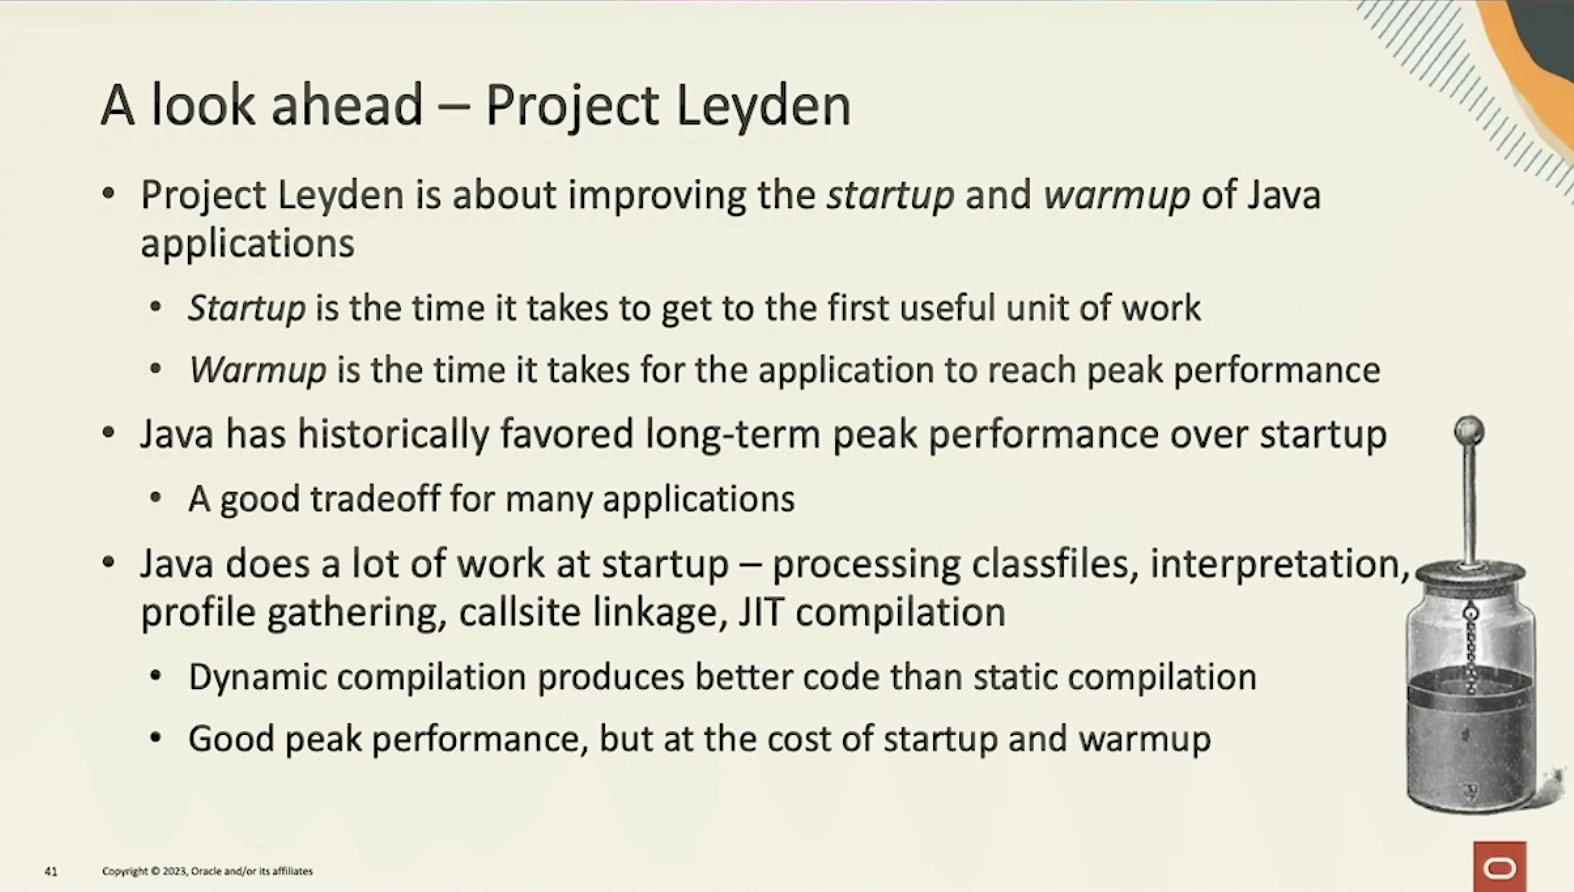 A look ahead – Project Leyden
• Project Leyden is about improving the startup and warmup of Java
applications
• Startup is the time it takes to get to the first useful unit of work
• Warmup is the time it takes for the application to reach peak performance
• Java has historically favored long-term peak performance over startup
• A good tradeoff for many applications
• Java does a lot of work at startup – processing classfiles, interpretation,
profile gathering, callsite linkage, JIT compilation
• Dynamic compilation produces better code than static compilation
• Good peak performance, but at the cost of startup and warmup
41 Copyright © 2023, Oracle and/or its affiliates